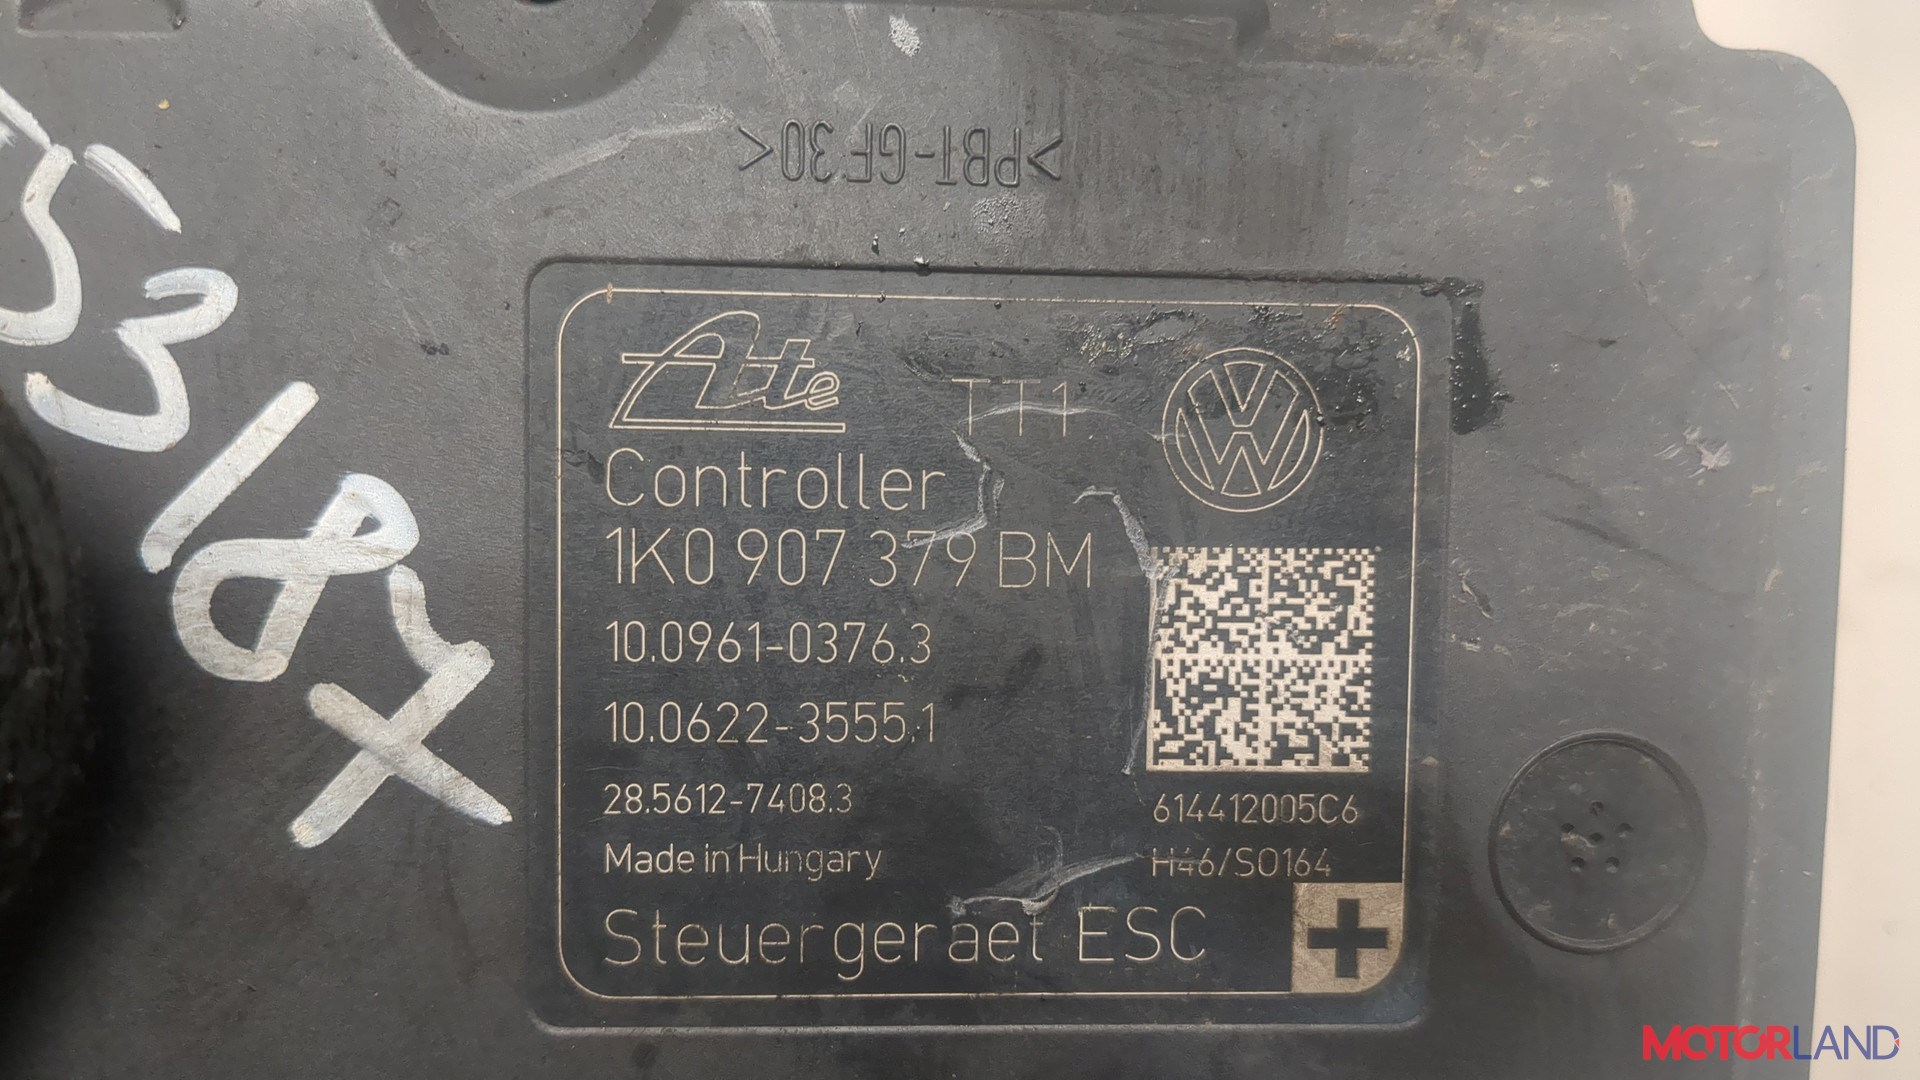 >PBT-GF30<
53187X
Ate TT1
Controller
1K0 907 379 BM
10.0961-0376.3
10.0622-3555.1
28.5612-7408.3
614412005C6
Made in Hungary
H46/S0164
Steuergeraet ESC
MOTORLAND